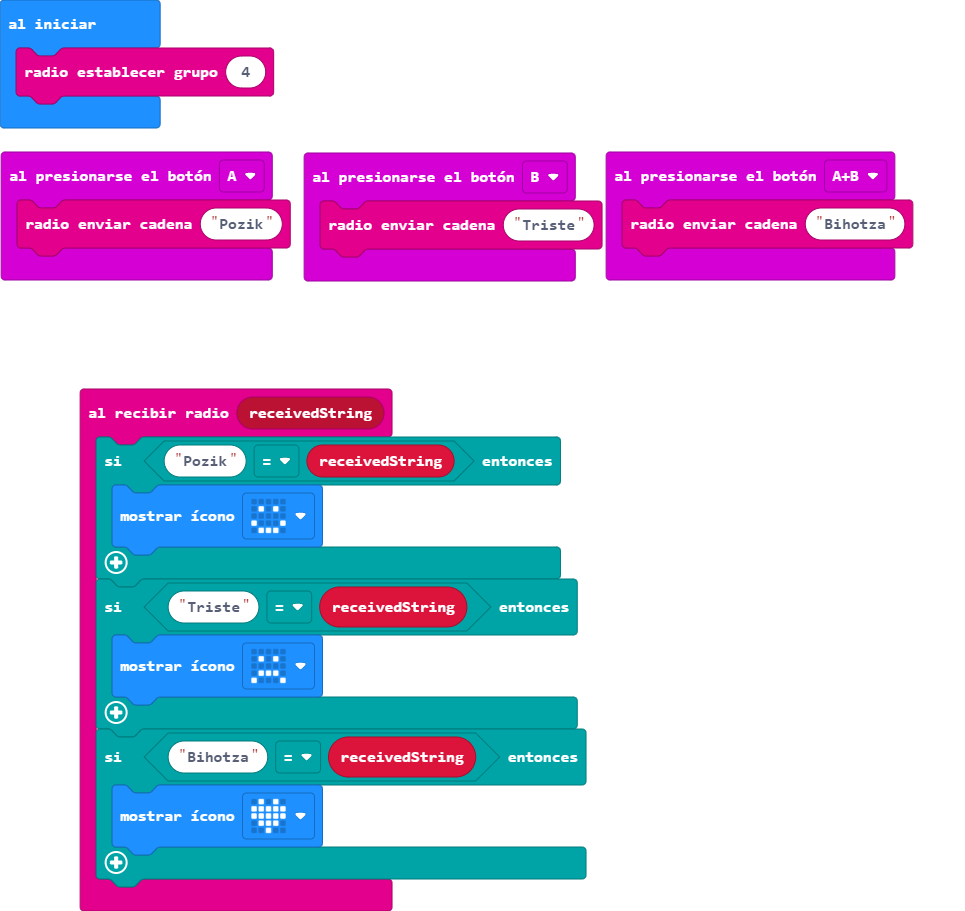 al iniciar
radio establecer grupo 4
al presionarse el botón A
radio enviar cadena "Pozik"
al presionarse el botón B
radio enviar cadena "Triste"
al presionarse el botón A+B
radio enviar cadena "Bihotza"
al recibir radio receivedString
si "Pozik" = receivedString entonces
mostrar ícono
si "Triste" = receivedString entonces
mostrar ícono
si "Bihotza" = receivedString entonces
mostrar ícono